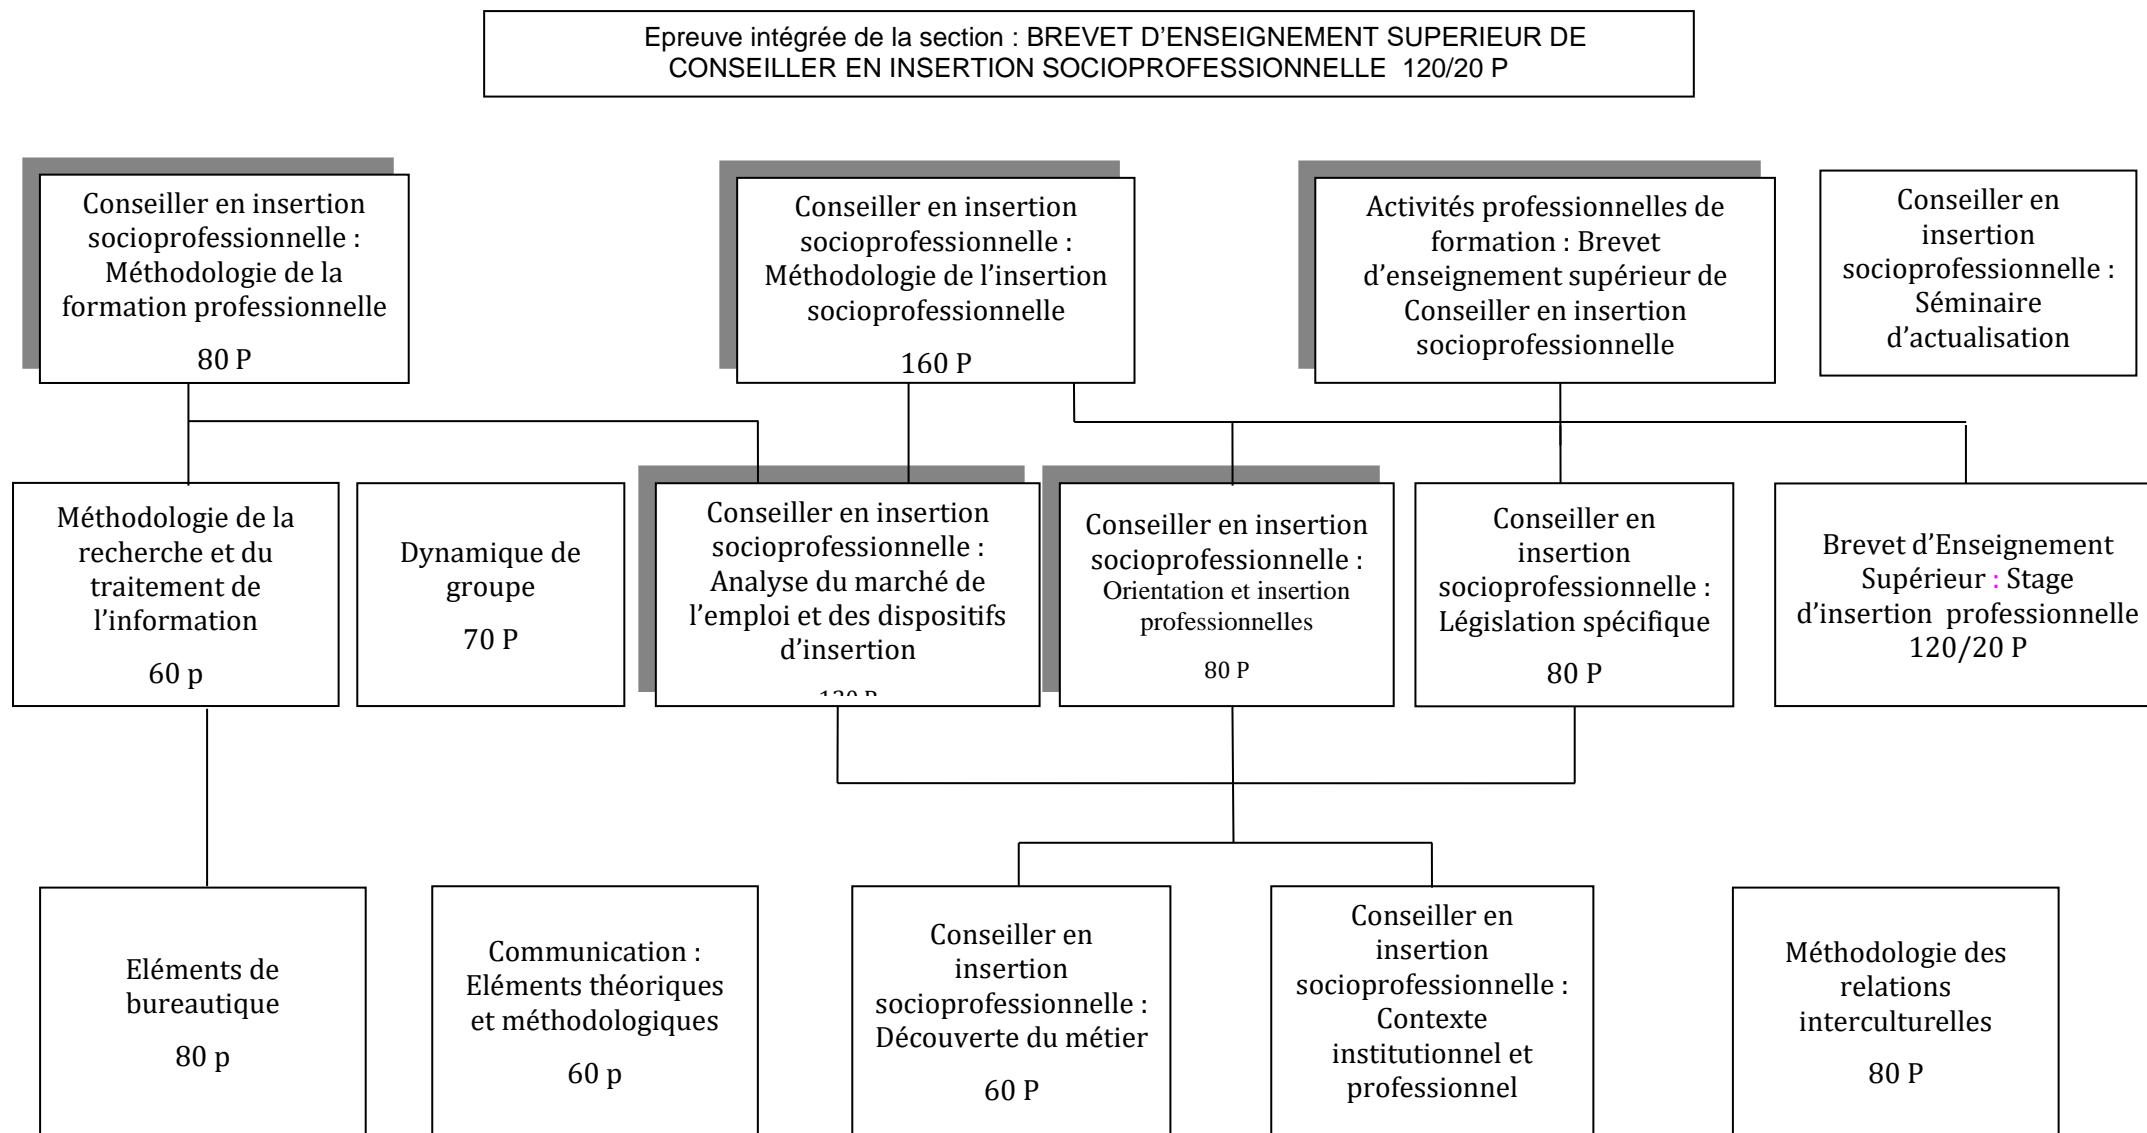 Epreuve intégrée de la section : BREVET D’ENSEIGNEMENT SUPERIEUR DE
CONSEILLER EN INSERTION SOCIOPROFESSIONNELLE 120/20 P
Conseiller en insertion
socioprofessionnelle :
Méthodologie de la
formation professionnelle
80 P
Conseiller en insertion
socioprofessionnelle :
Méthodologie de l’insertion
socioprofessionnelle
160 P
Activités professionnelles de
formation : Brevet
d’enseignement supérieur de
Conseiller en insertion
socioprofessionnelle
Conseiller en
insertion
socioprofessionnelle :
Séminaire
d’actualisation
Méthodologie de la
recherche et du
traitement de
l’information
60 p
Dynamique de
groupe
70 P
Conseiller en insertion
socioprofessionnelle :
Analyse du marché de
l’emploi et des dispositifs
d’insertion
Conseiller en insertion
socioprofessionnelle :
Orientation et insertion
professionnelles
80 P
Conseiller en
insertion
socioprofessionnelle :
Législation spécifique
80 P
Brevet d’Enseignement
Supérieur : Stage
d’insertion professionnelle
120/20 P
Eléments de
bureautique
80 p
Communication :
Eléments théoriques
et méthodologiques
60 p
Conseiller en
insertion
socioprofessionnelle :
Découverte du métier
60 P
Conseiller en
insertion
socioprofessionnelle :
Contexte
institutionnel et
professionnel
Méthodologie des
relations
interculturelles
80 P